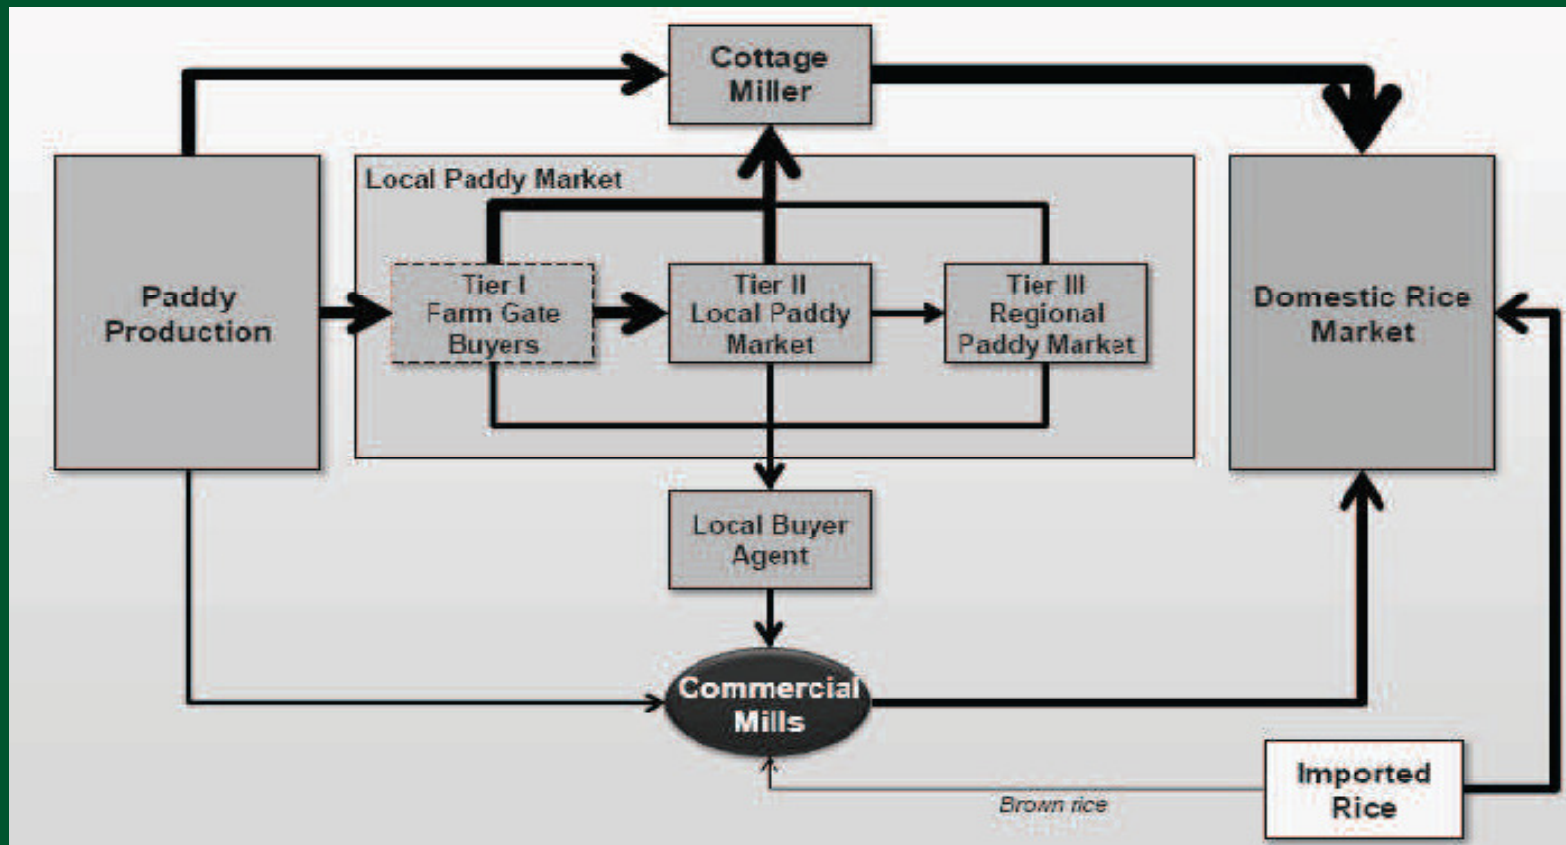 Cottage
Miller
Local Paddy Market
Paddy
Production
Tier I
Farm Gate
Buyers
Tier II
Local Paddy
Market
Tier III
Regional
Paddy Market
Domestic Rice
Market
Local Buyer
Agent
Commercial
Mills
Imported
Rice
Brown rice